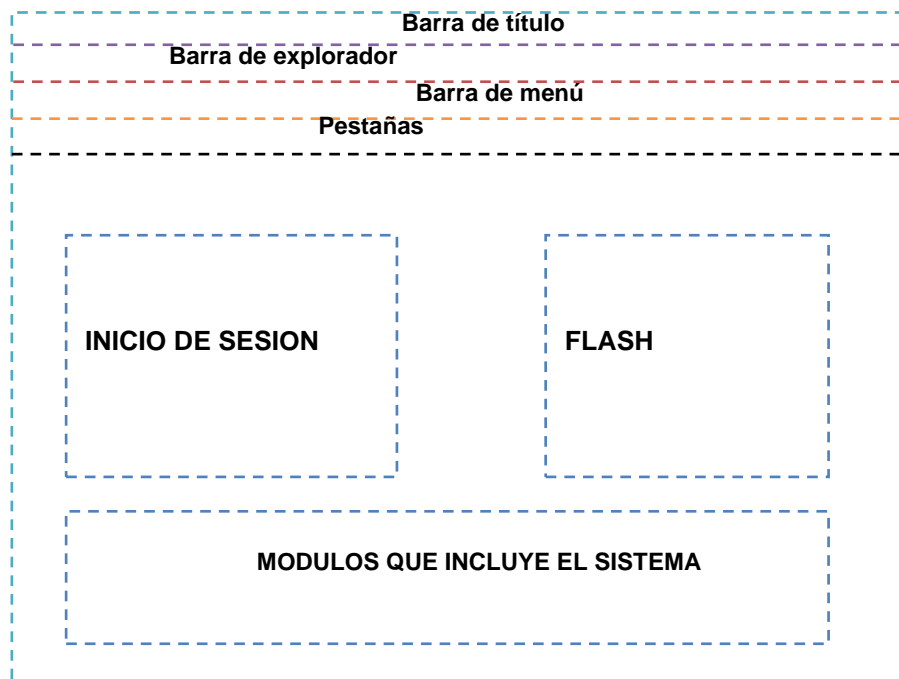 Barra de título
Barra de explorador
Barra de menú
Pestañas
INICIO DE SESION
FLASH
MODULOS QUE INCLUYE EL SISTEMA